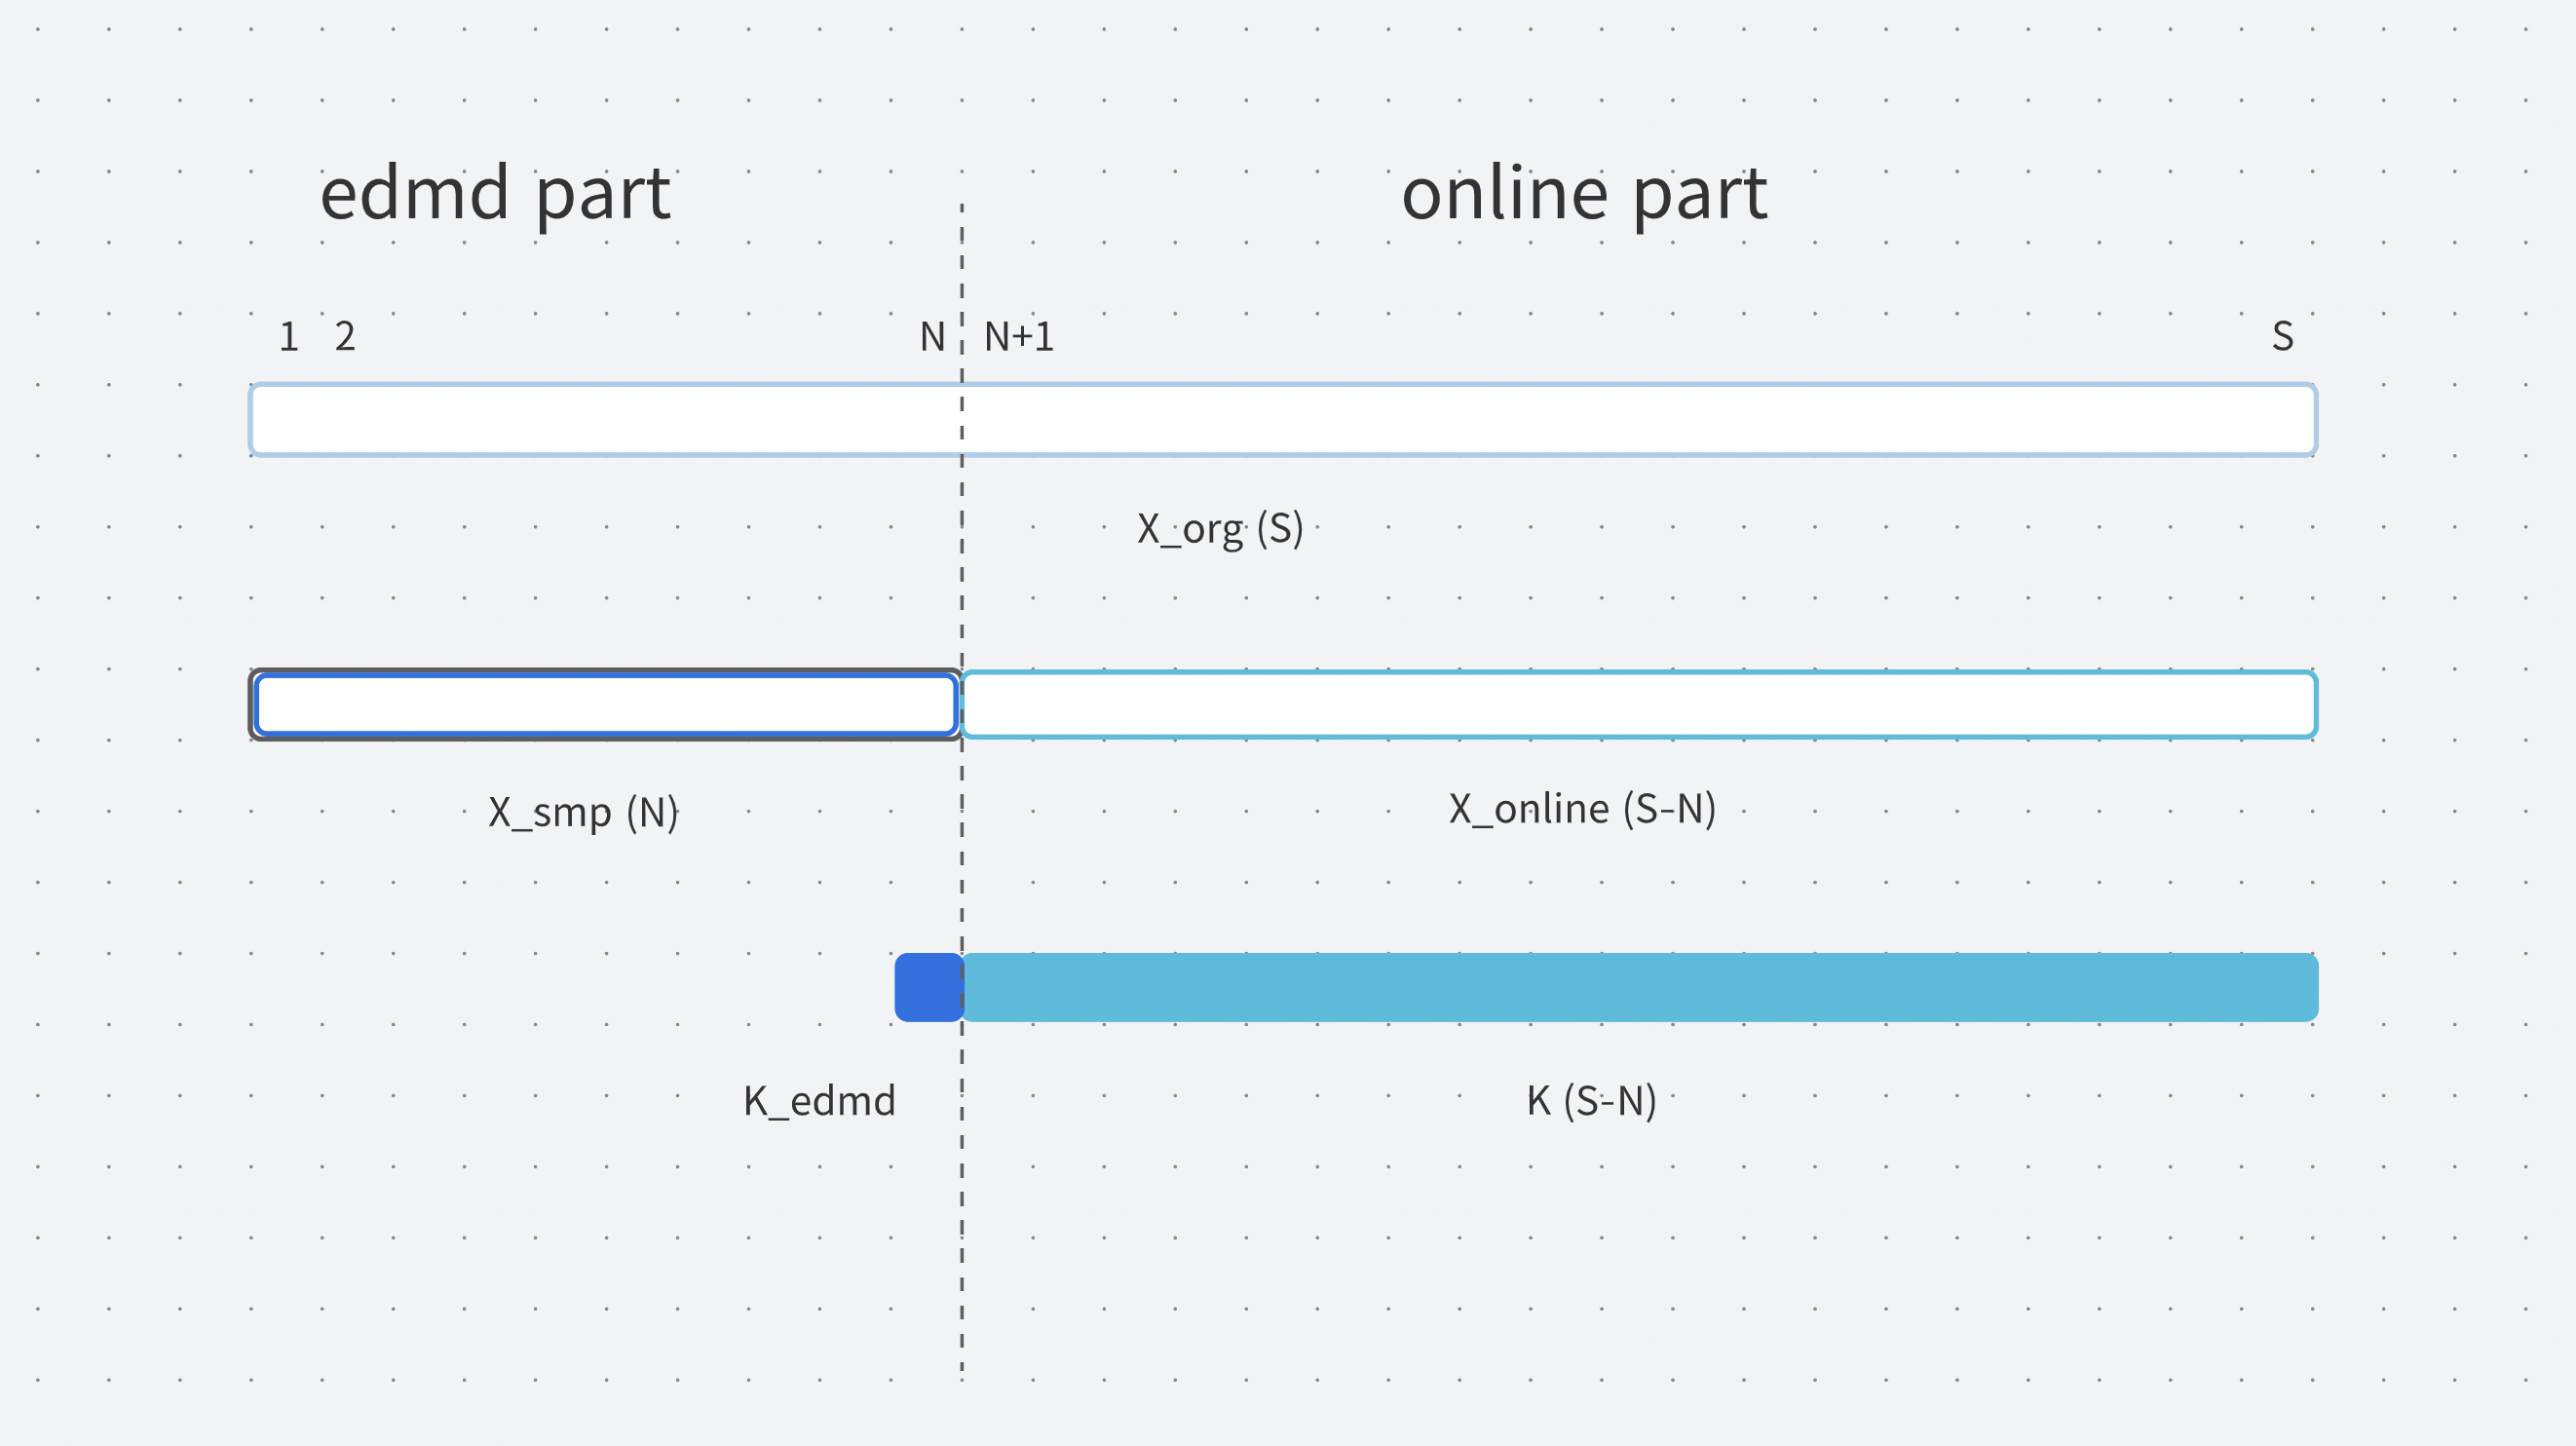 edmd part
online part
1 2 N N+1 S
X_org (S)
X_smp (N)
X_online (S-N)
K_edmd
K (S-N)